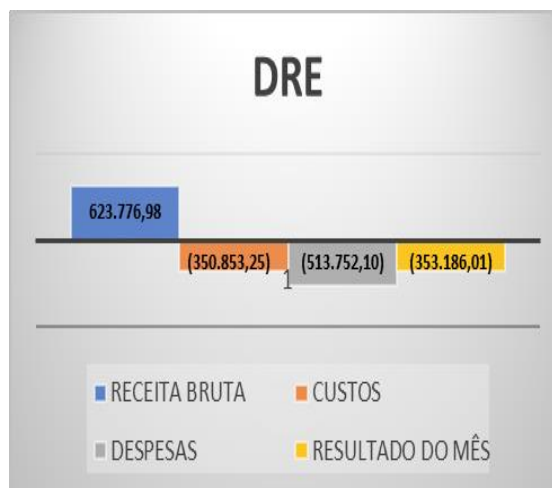 DRE
623.776,98
(350.853,25) (513.752,10) (353.186,01)
1
RECEITA BRUTA CUSTOS
DESPESAS RESULTADO DO MÊS